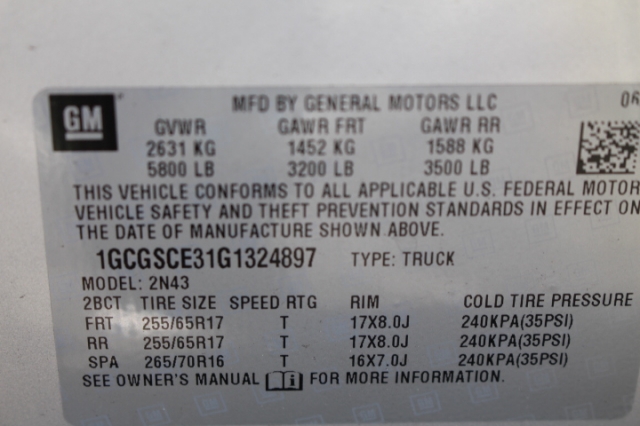 GM
MFD BY GENERAL MOTORS LLC 06
GVWR GAWR FRT GAWR RR
2631 KG 1452 KG 1588 KG
5800 LB 3200 LB 3500 LB
THIS VEHICLE CONFORMS TO ALL APPLICABLE U.S. FEDERAL MOTOR
VEHICLE SAFETY AND THEFT PREVENTION STANDARDS IN EFFECT ON
THE DATE OF MANUFACTURE SHOWN ABOVE.
1GCGSCE31G1324897 TYPE: TRUCK
MODEL: 2N43
2BCT TIRE SIZE SPEED RTG RIM COLD TIRE PRESSURE
FRT 255/65R17 T 17X8.0J 240KPA(35PSI)
RR 255/65R17 T 17X8.0J 240KPA(35PSI)
SPA 265/70R16 T 16X7.0J 240KPA(35PSI)
SEE OWNER'S MANUAL i FOR MORE INFORMATION.